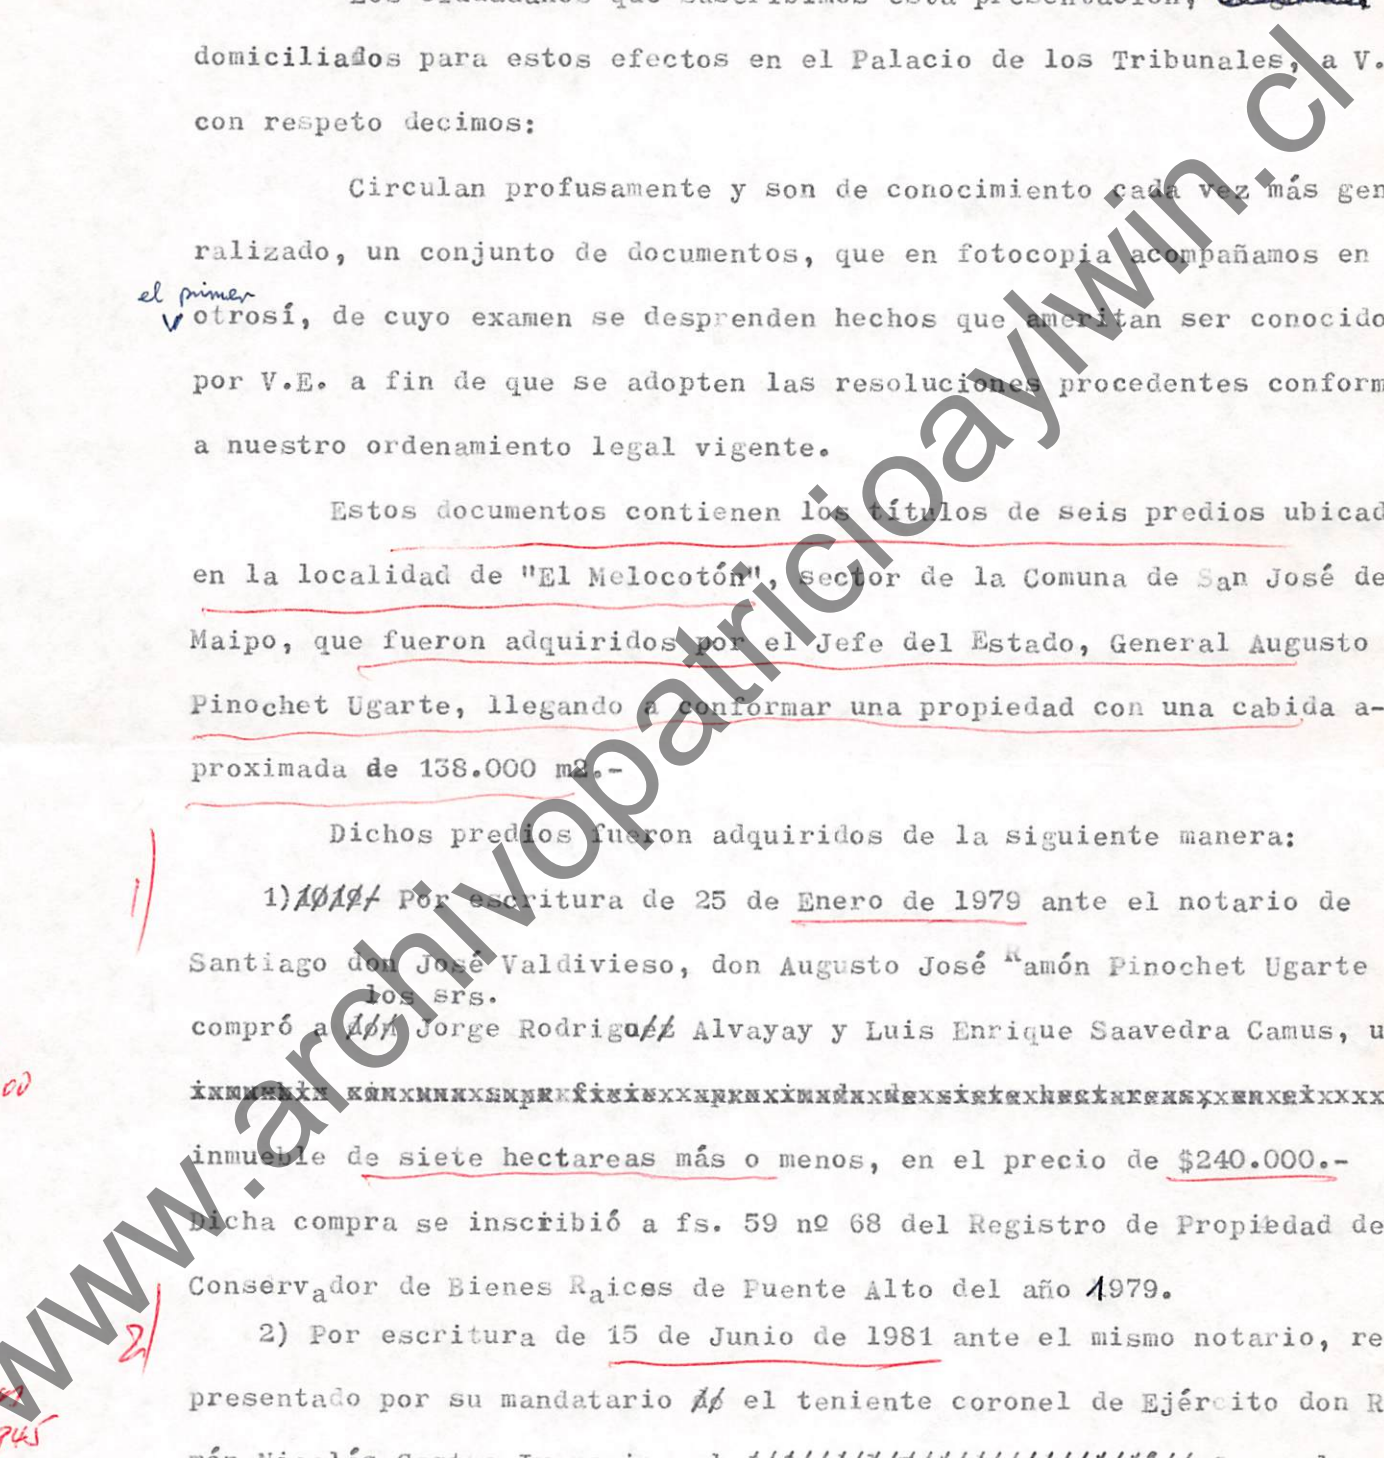 domiciliados para estos efectos en el Palacio de los Tribunales, a V.
con respeto decimos:
Circulan profusamente y son de conocimiento cada vez más gen
ralizado, un conjunto de documentos, que en fotocopia acompañamos en
el primer
otrosí, de cuyo examen se desprenden hechos que ameritan ser conocido
por V.E. a fin de que se adopten las resoluciones procedentes conform
a nuestro ordenamiento legal vigente.
Estos documentos contienen los títulos de seis predios ubicad
en la localidad de "El Melocotón", sector de la Comuna de San José de
Maipo, que fueron adquiridos por el Jefe del Estado, General Augusto
Pinochet Ugarte, llegando a conformar una propiedad con una cabida a-
proximada de 138.000 m2.-
Dichos predios fueron adquiridos de la siguiente manera:
1)
1) Por escritura de 25 de Enero de 1979 ante el notario de
Santiago don José Valdivieso, don Augusto José Ramón Pinochet Ugarte
los srs.
compró a don Jorge Rodrigo Alvayay y Luis Enrique Saavedra Camus, u
inmueble de siete hectareas más o menos, en el precio de $240.000.-
Dicha compra se inscribió a fs. 59 nº 68 del Registro de Propiedad de
Conservador de Bienes Raices de Puente Alto del año 1979.
2)
2) Por escritura de 15 de Junio de 1981 ante el mismo notario, re
presentado por su mandatario el teniente coronel de Ejército don R
www.archivopatricioaylwin.cl